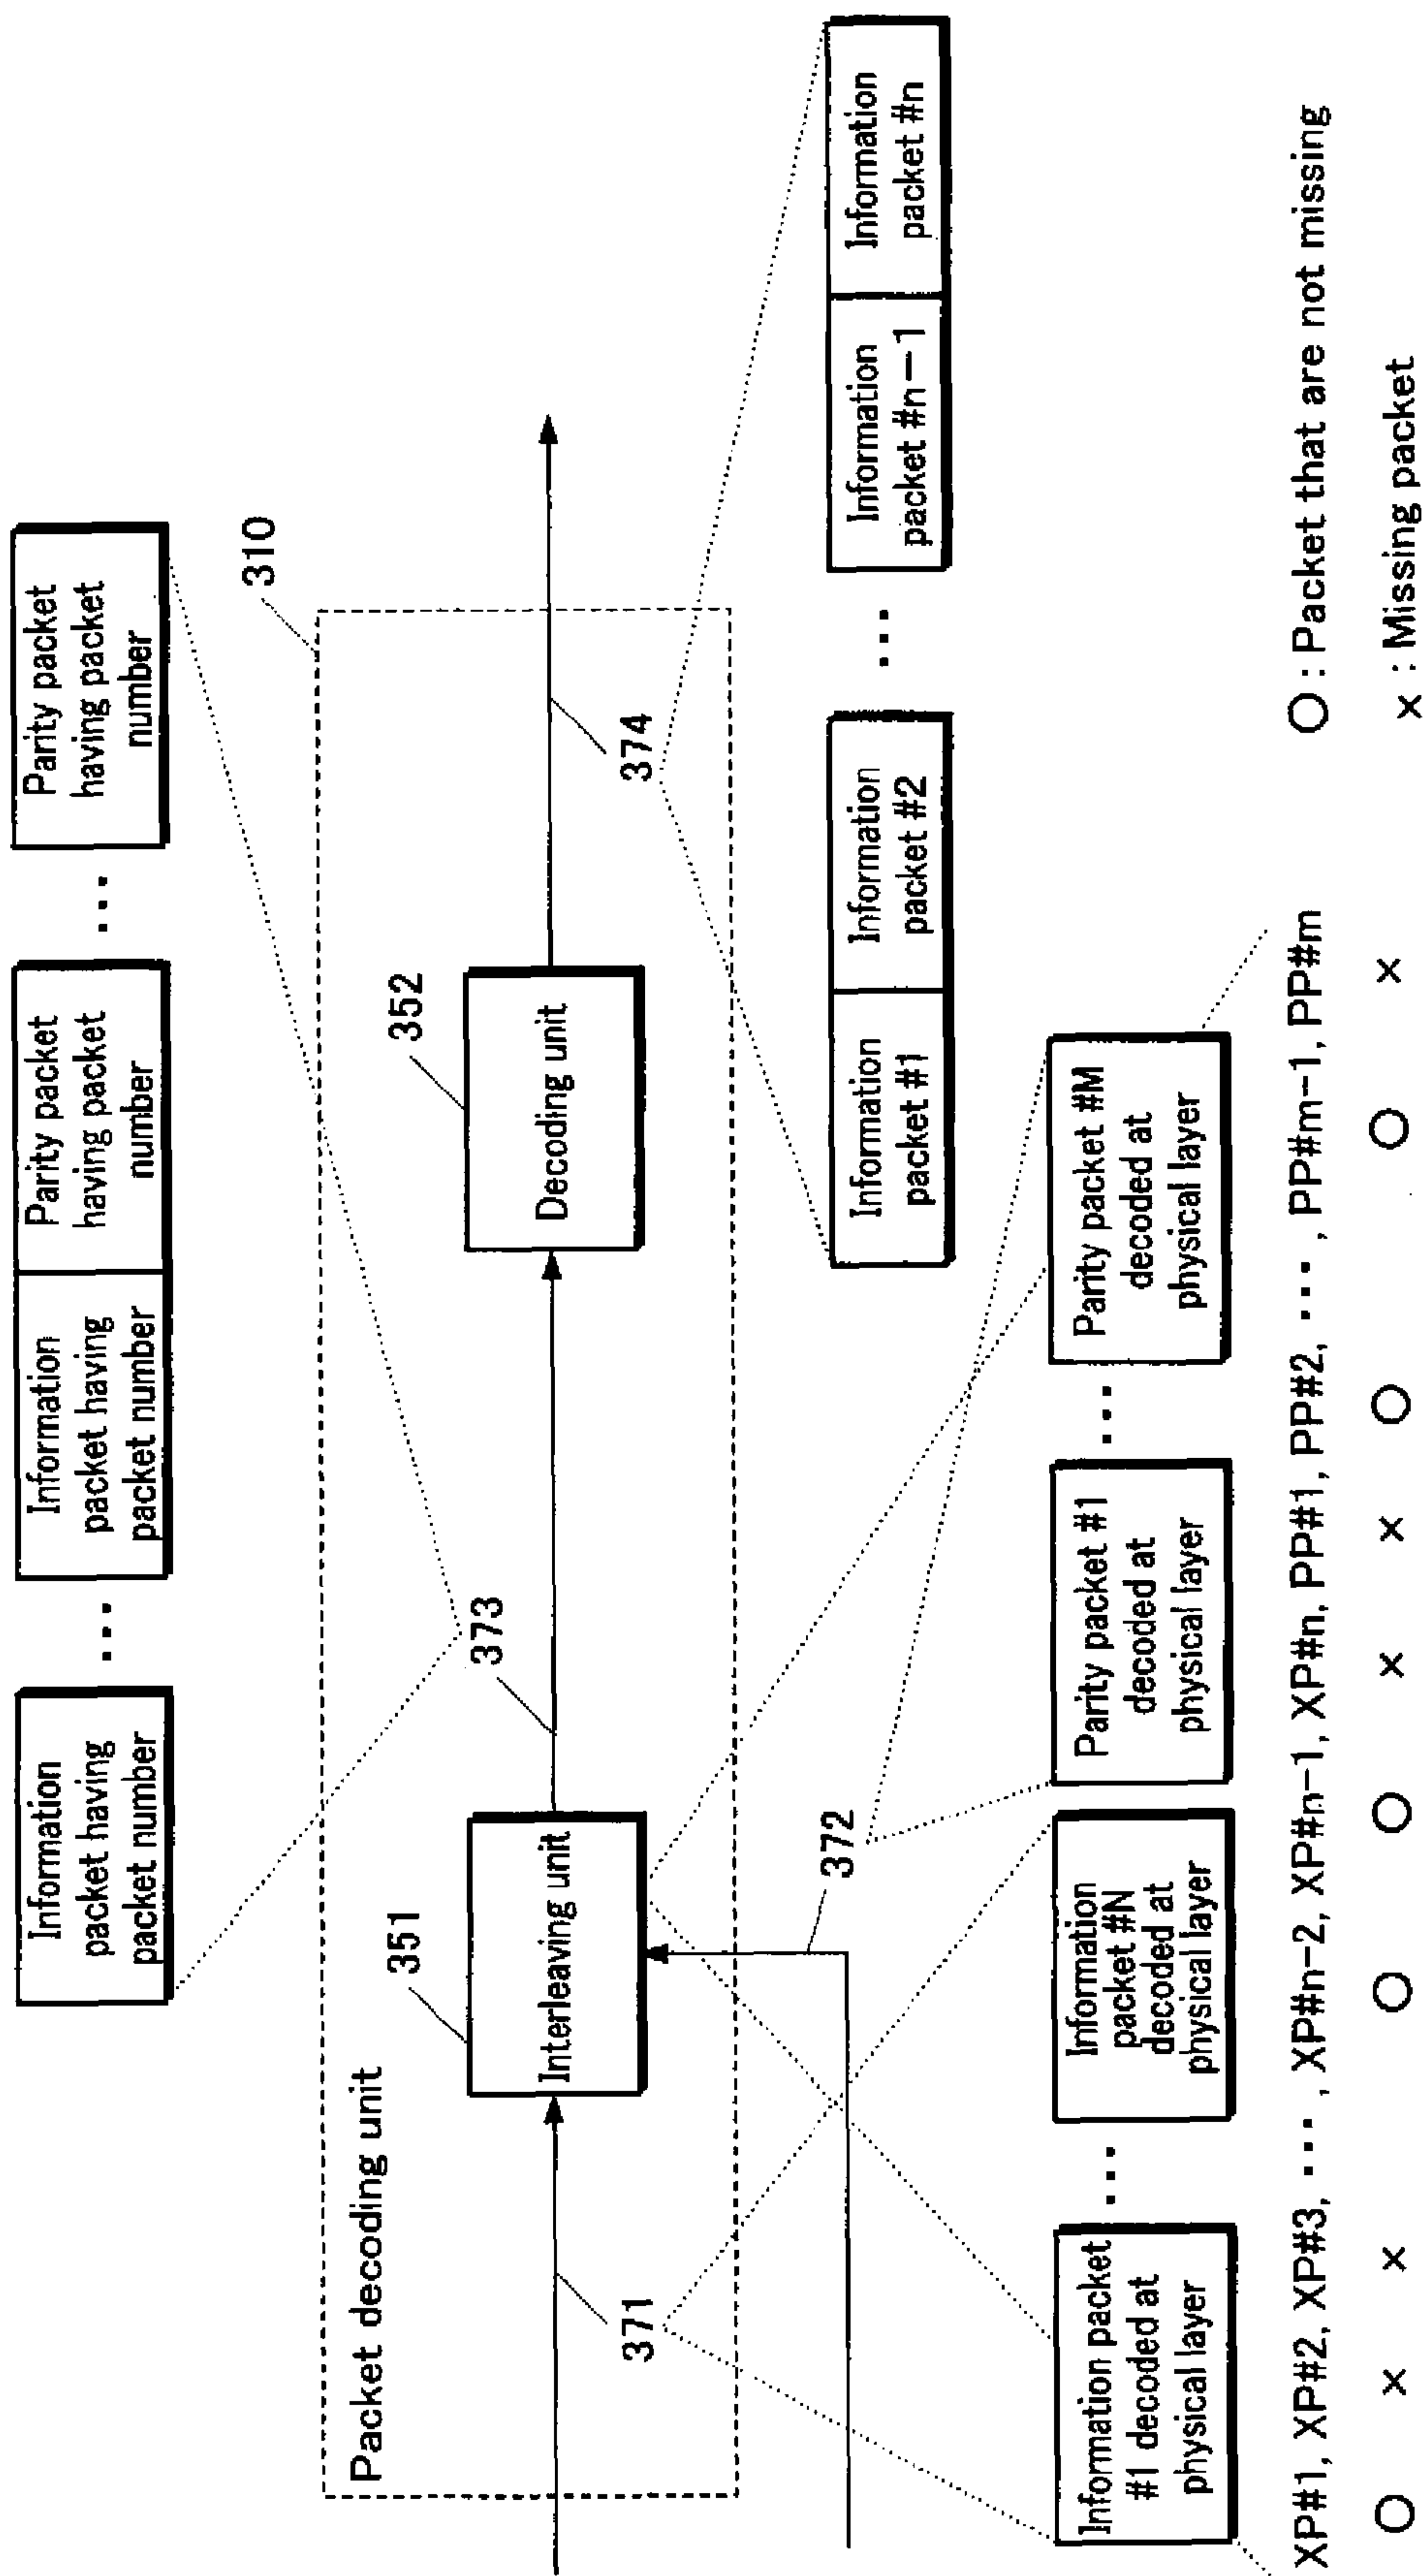 Information
packet having
packet number
...
Information
packet having
packet number
Parity packet
having packet
number
...
Parity packet
having packet
number
310
Packet decoding unit
351
Interleaving unit
373
352
Decoding unit
371
372
374
Information
packet #1
Information
packet #2
...
Information
packet #n−1
Information
packet #n
Information packet
#1 decoded at
physical layer
...
Information
packet #N
decoded at
physical layer
Parity packet #1
decoded at
physical layer
...
Parity packet #M
decoded at
physical layer
XP#1, XP#2, XP#3, ··· , XP#n−2, XP#n−1, XP#n, PP#1, PP#2, ··· , PP#m−1, PP#m
○ × × ○ ○ × × ○ ○ ×
○ : Packet that are not missing
× : Missing packet